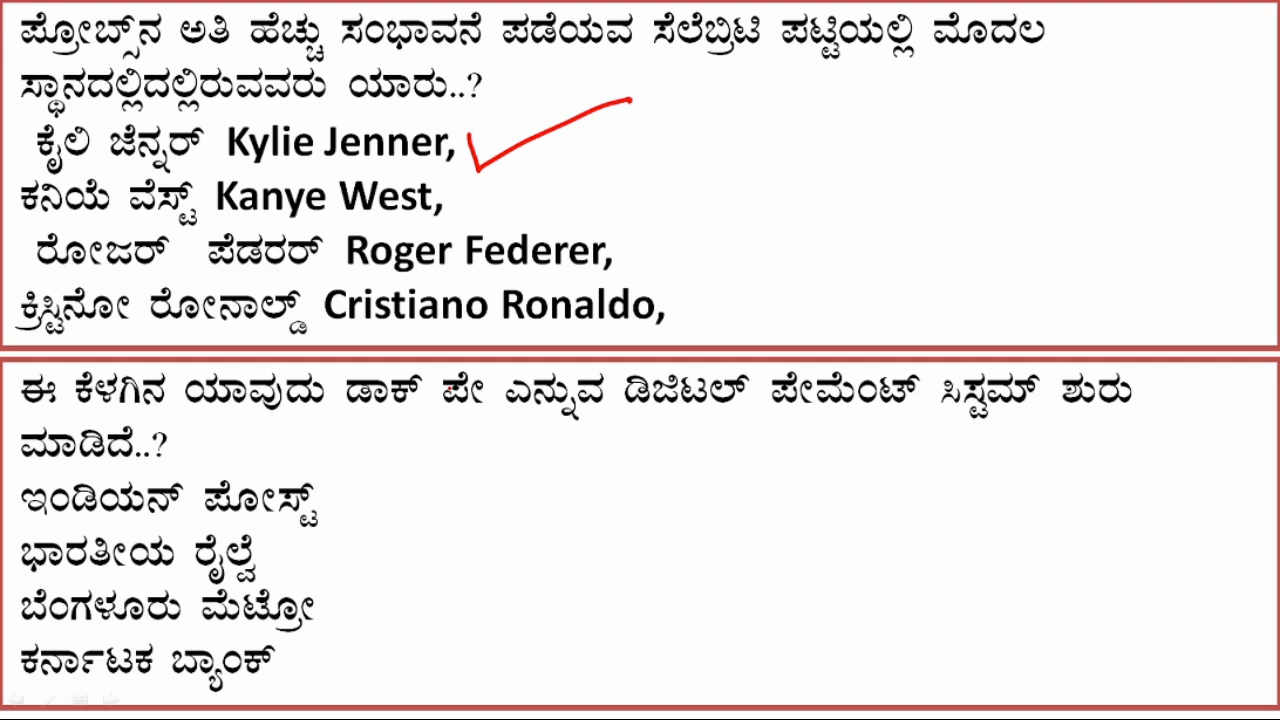 ಪ್ರೋಬ್ಸ್‌ನ ಅತಿ ಹೆಚ್ಚು ಸಂಭಾವನೆ ಪಡೆಯವ ಸೆಲೆಬ್ರಿಟಿ ಪಟ್ಟಿಯಲ್ಲಿ ಮೊದಲ
ಸ್ಥಾನದಲ್ಲಿದಲ್ಲಿರುವವರು ಯಾರು..?
ಕೈಲಿ ಜೆನ್ನರ್ Kylie Jenner,
ಕನಿಯೆ ವೆಸ್ಟ್ Kanye West,
ರೋಜರ್ ಪೆಡರರ್ Roger Federer,
ಕ್ರಿಸ್ಟಿನೋ ರೋನಾಲ್ಡ್ Cristiano Ronaldo,
ಈ ಕೆಳಗಿನ ಯಾವುದು ಡಾಕ್ ಪೇ ಎನ್ನುವ ಡಿಜಿಟಲ್ ಪೇಮೆಂಟ್ ಸಿಸ್ಟಮ್ ಶುರು
ಮಾಡಿದೆ..?
ಇಂಡಿಯನ್ ಪೋಸ್ಟ್
ಭಾರತೀಯ ರೈಲ್ವೆ
ಬೆಂಗಳೂರು ಮೆಟ್ರೋ
ಕರ್ನಾಟಕ ಬ್ಯಾಂಕ್